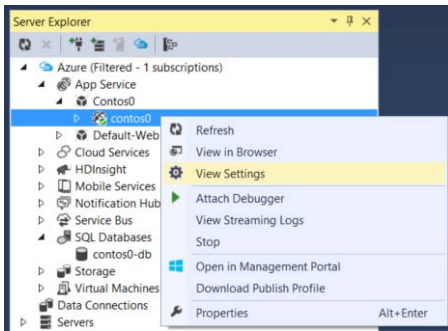 Server Explorer
Azure (Filtered - 1 subscriptions)
App Service
Contos0
contos0
Default-Web
Cloud Services
HDInsight
Mobile Services
Notification Hub
Service Bus
SQL Databases
contos0-db
Storage
Virtual Machines
Data Connections
Servers
Refresh
View in Browser
View Settings
Attach Debugger
View Streaming Logs
Stop
Open in Management Portal
Download Publish Profile
Properties Alt+Enter